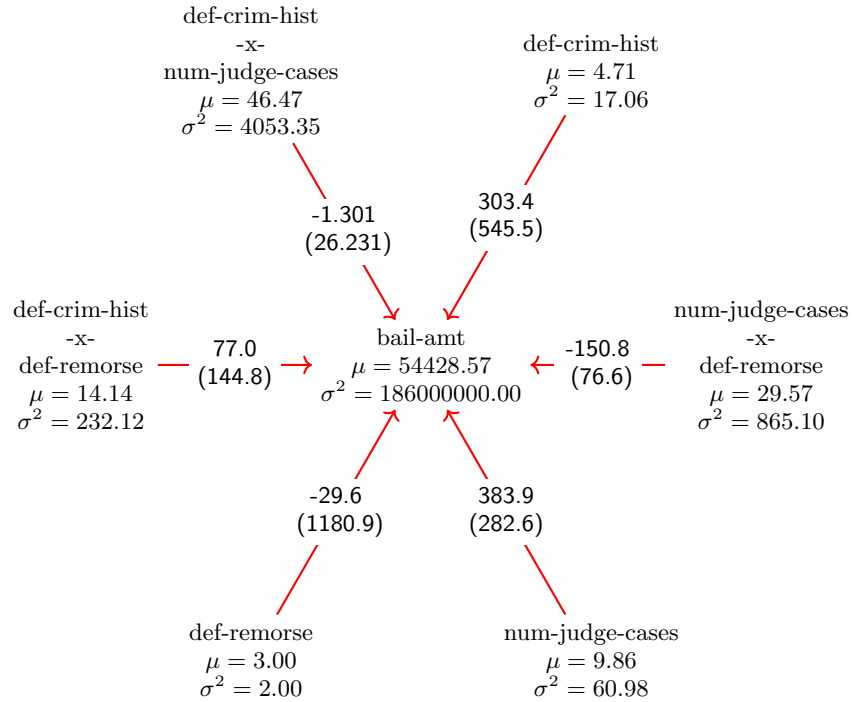 def-crim-hist
-x-
num-judge-cases
μ = 46.47
σ² = 4053.35
def-crim-hist
μ = 4.71
σ² = 17.06
-1.301
(26.231)
303.4
(545.5)
def-crim-hist
-x-
def-remorse
μ = 14.14
σ² = 232.12
77.0
(144.8)
bail-amt
μ = 54428.57
σ² = 186000000.00
-150.8
(76.6)
num-judge-cases
-x-
def-remorse
μ = 29.57
σ² = 865.10
-29.6
(1180.9)
383.9
(282.6)
def-remorse
μ = 3.00
σ² = 2.00
num-judge-cases
μ = 9.86
σ² = 60.98